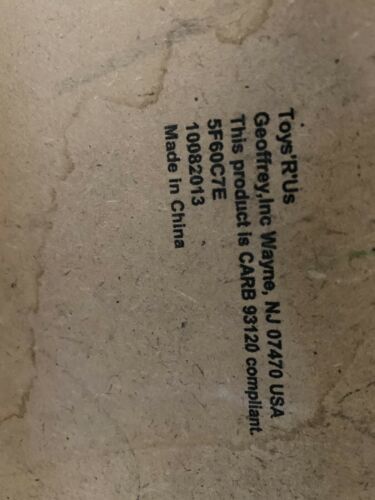 Toys'R'Us
Geoffrey,Inc Wayne, NJ 07470 USA
This product is CARB 93120 compliant.
5F60C7E
10082013
Made in China